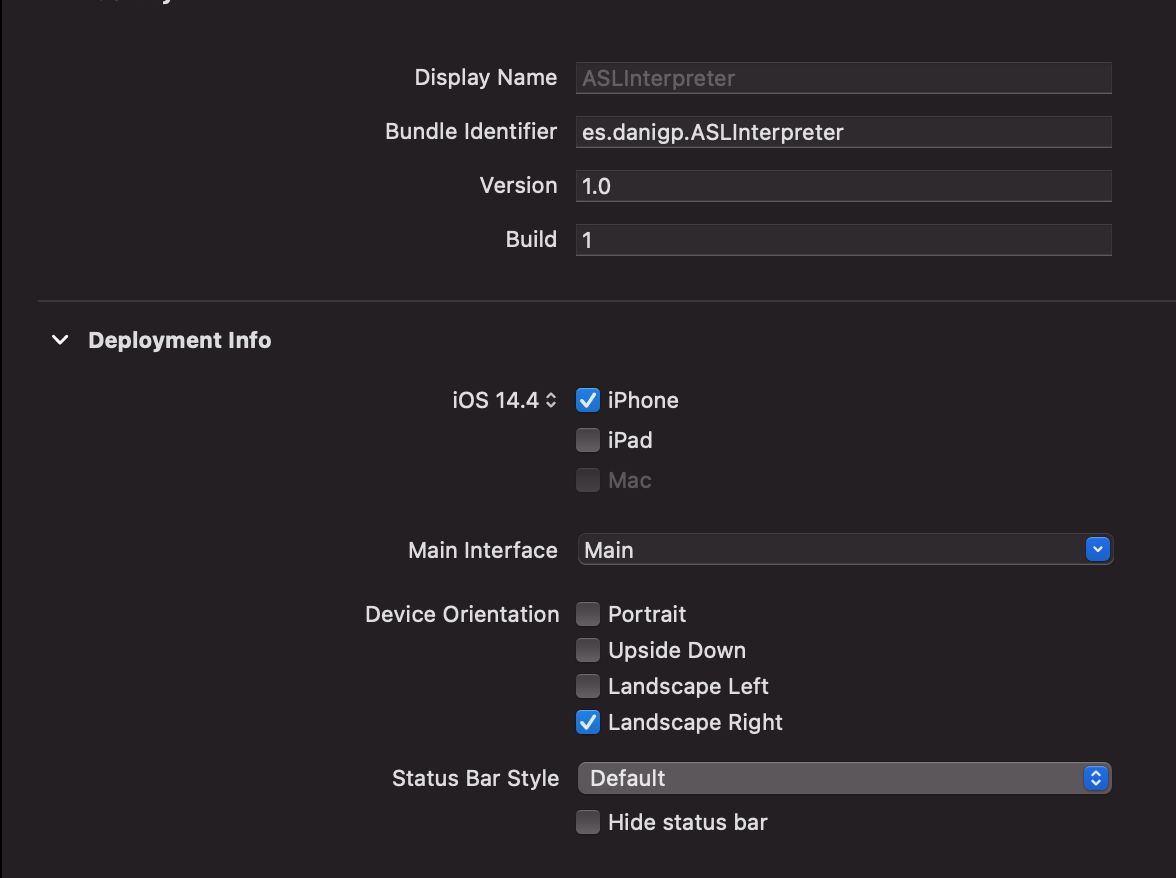 Display Name ASLInterpreter
Bundle Identifier es.danigp.ASLInterpreter
Version 1.0
Build 1
Deployment Info
iOS 14.4 iPhone
iPad
Mac
Main Interface Main
Device Orientation Portrait
Upside Down
Landscape Left
Landscape Right
Status Bar Style Default
Hide status bar